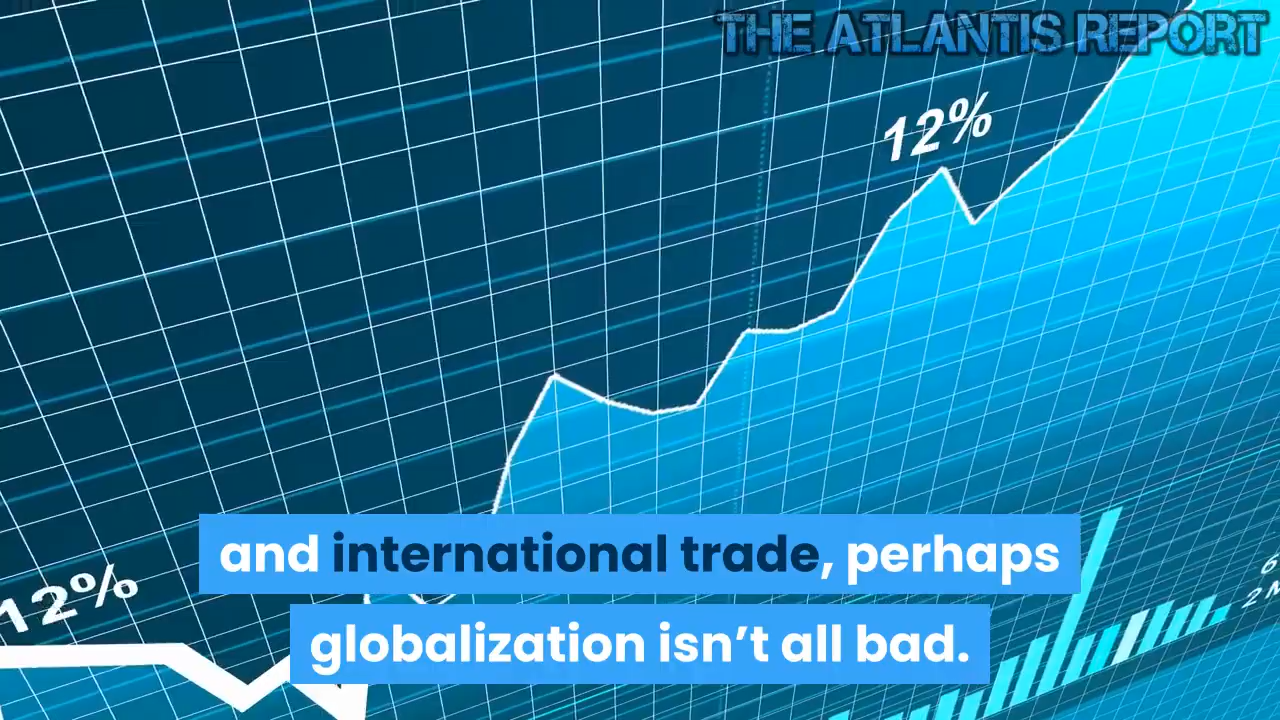 THE ATLANTIS REPORT
12%
12%
and international trade, perhaps
globalization isn’t all bad.